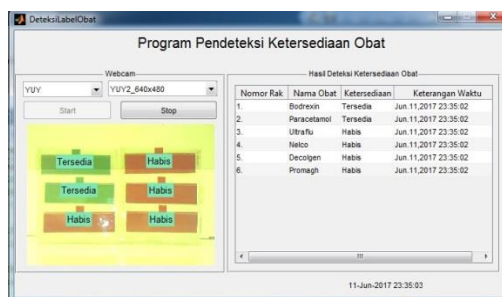 DeteksiLabelObat
Program Pendeteksi Ketersediaan Obat
Webcam
YUY YUY2_640x480
Start Stop
Tersedia Habis
Tersedia Habis
Habis Habis
Hasil Deteksi Ketersediaan Obat
Nomor Rak Nama Obat Ketersediaan Keterangan Waktu
1. Bodrexin Tersedia Jun.11,2017 23:35:02
2. Paracetamol Tersedia Jun.11,2017 23:35:02
3. Ultraflu Habis Jun.11,2017 23:35:02
4. Nelco Habis Jun.11,2017 23:35:02
5. Decolgen Habis Jun.11,2017 23:35:02
6. Promagh Habis Jun.11,2017 23:35:02
11-Jun-2017 23:35:03